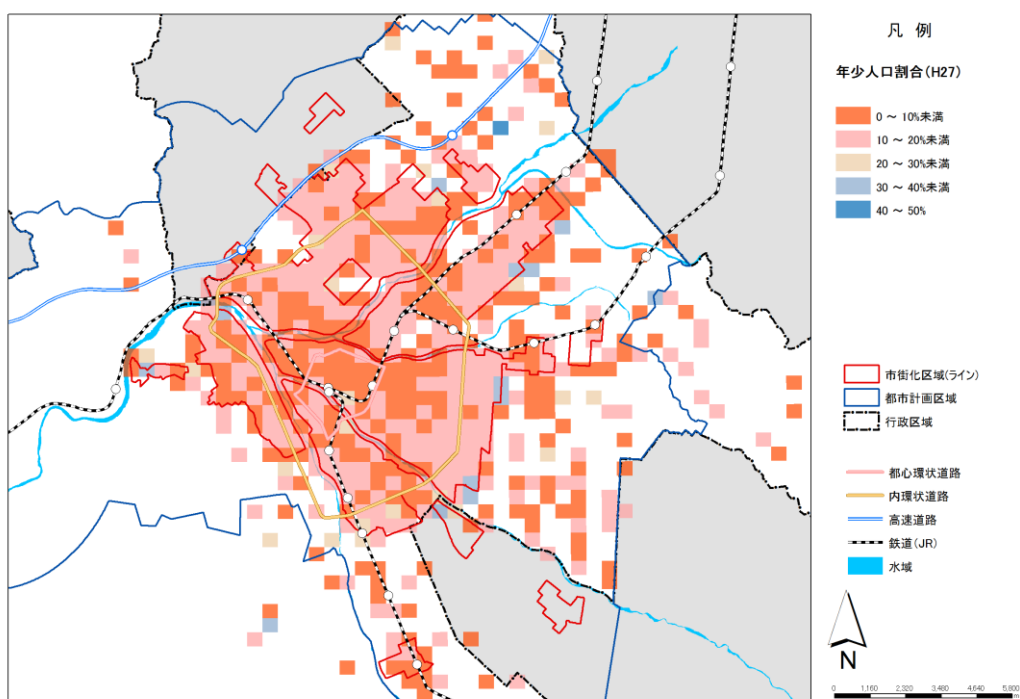 凡 例
年少人口割合(H27)
0 ～ 10%未満
10 ～ 20%未満
20 ～ 30%未満
30 ～ 40%未満
40 ～ 50%
市街化区域(ライン)
都市計画区域
行政区域
都心環状道路
内環状道路
高速道路
鉄道(JR)
水域
N
0 1,160 2,320 3,480 4,640 5,800
m